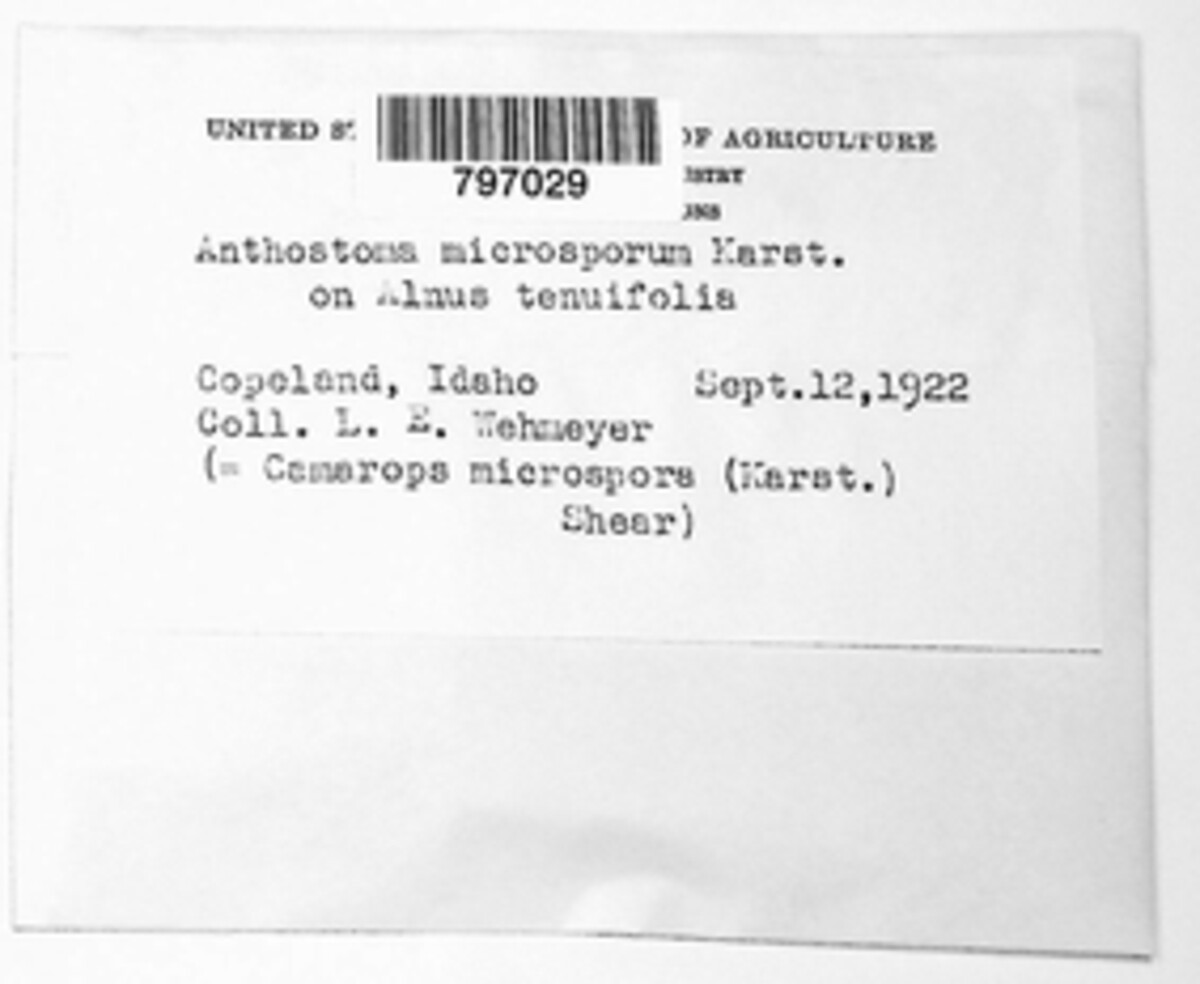 UNITED ST OF AGRICULTURE
797029
Anthostoma microsporum Karst.
on Alnus tenuifolia
Copeland, Idaho Sept.12,1922
Coll. L. E. Wehmeyer
(= Camarops microspora (Karst.)
Shear)